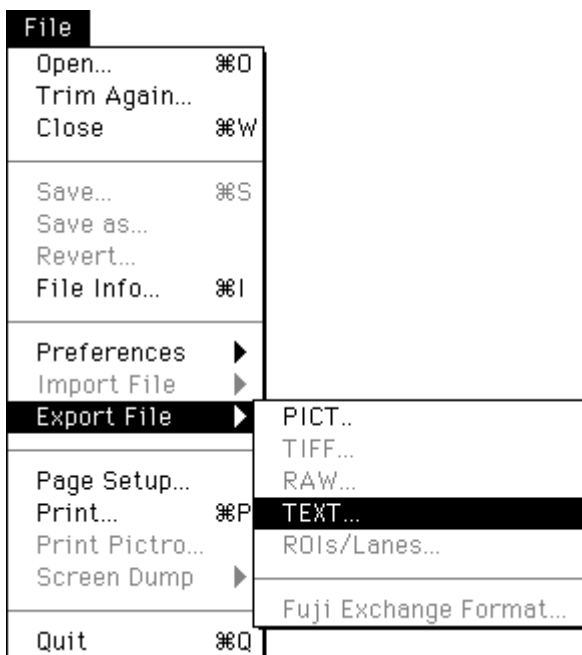 File
Open... ⌘O
Trim Again...
Close ⌘W
Save... ⌘S
Save as...
Revert...
File Info... ⌘I
Preferences
Import File
Export File
PICT..
TIFF...
RAW...
TEXT...
ROIs/Lanes...
Fuji Exchange Format...
Page Setup...
Print... ⌘P
Print Pictro...
Screen Dump
Quit ⌘Q